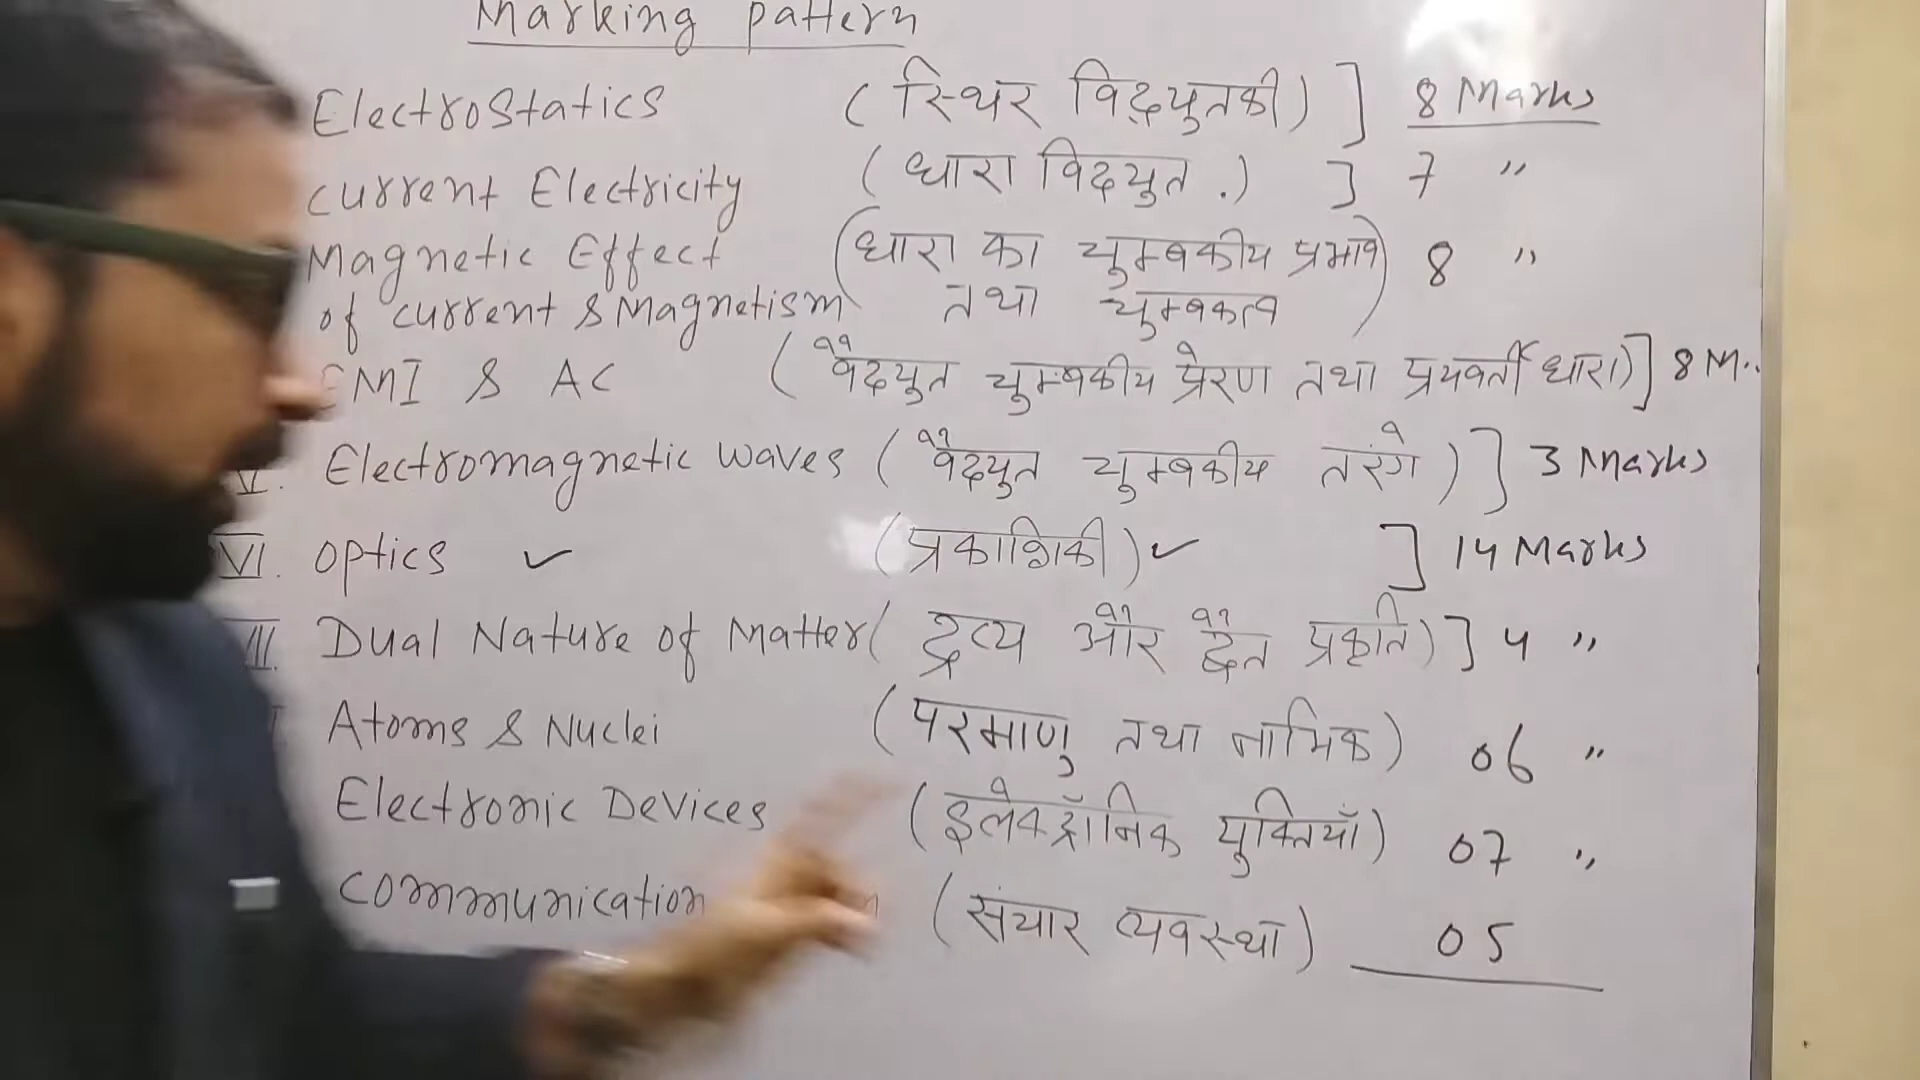 Marking pattern
Electrostatics (स्थिर विद्युतकी) ] 8 Marks
Current Electricity (धारा विद्युत.) ] 7 "
Magnetic Effect (धारा का चुम्बकीय प्रभाव 8 "
of current & Magnetism तथा चुम्बकत्व)
EMI & AC (वैद्युत चुम्बकीय प्रेरण तथा प्रत्यवर्ती धारा)] 8 M..
V. Electromagnetic waves (वैद्युत चुम्बकीय तरंगे)] 3 Marks
VI. Optics ✓ (प्रकाशिकी) ✓ ] 14 Marks
VII. Dual Nature of Matter (द्रव्य और द्वैत प्रकृति)] 4 "
Atoms & Nuclei (परमाणु तथा नाभिक) 06 "
Electronic Devices (इलेक्ट्रॉनिक युक्तियाँ) 07 "
Communication (संचार व्यवस्था) 05